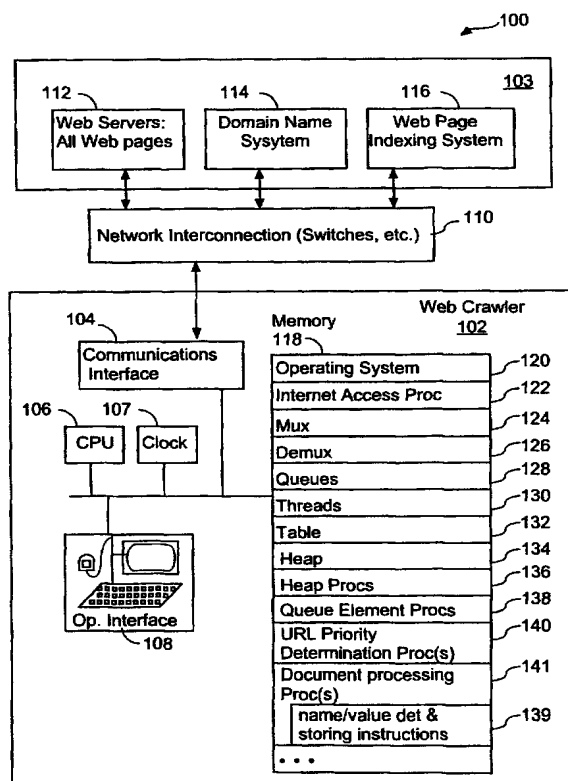 100
103
112
114
116
Web Servers:
All Web pages
Domain Name
Sysytem
Web Page
Indexing System
Network Interconnection (Switches, etc.)
110
Web Crawler
102
104
Communications
Interface
Memory
118
106
107
CPU
Clock
Op. Interface
108
Operating System
120
Internet Access Proc
122
Mux
124
Demux
126
Queues
128
Threads
130
Table
132
Heap
134
Heap Procs
136
Queue Element Procs
138
URL Priority
Determination Proc(s)
140
Document processing
Proc(s)
141
name/value det &
storing instructions
139
• • •